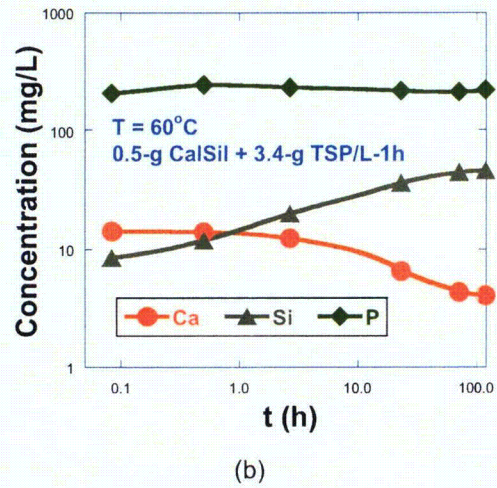 1000
100
10
1
Concentration (mg/L)
T = 60°C
0.5-g CalSil + 3.4-g TSP/L-1h
Ca Si P
0.1 1.0 10.0 100.0
t (h)
(b)